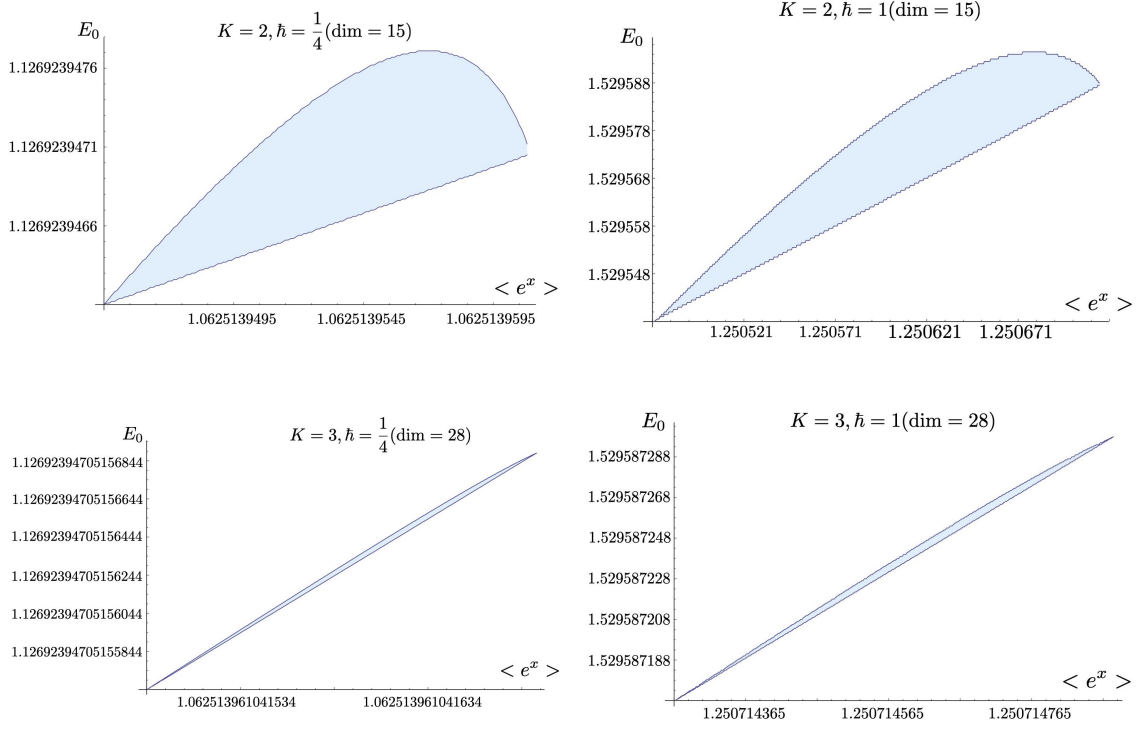 K = 2, ℏ = 1/4 (dim = 15)
E₀
1.1269239476
1.1269239471
1.1269239466
< eˣ >
1.0625139495 1.0625139545 1.0625139595
K = 2, ℏ = 1(dim = 15)
E₀
1.529588
1.529578
1.529568
1.529558
1.529548
< eˣ >
1.250521 1.250571 1.250621 1.250671
K = 3, ℏ = 1/4 (dim = 28)
E₀
1.12692394705156844
1.12692394705156644
1.12692394705156444
1.12692394705156244
1.12692394705156044
1.12692394705155844
< eˣ >
1.062513961041534 1.062513961041634
K = 3, ℏ = 1(dim = 28)
E₀
1.529587288
1.529587268
1.529587248
1.529587228
1.529587208
1.529587188
< eˣ >
1.250714365 1.250714565 1.250714765